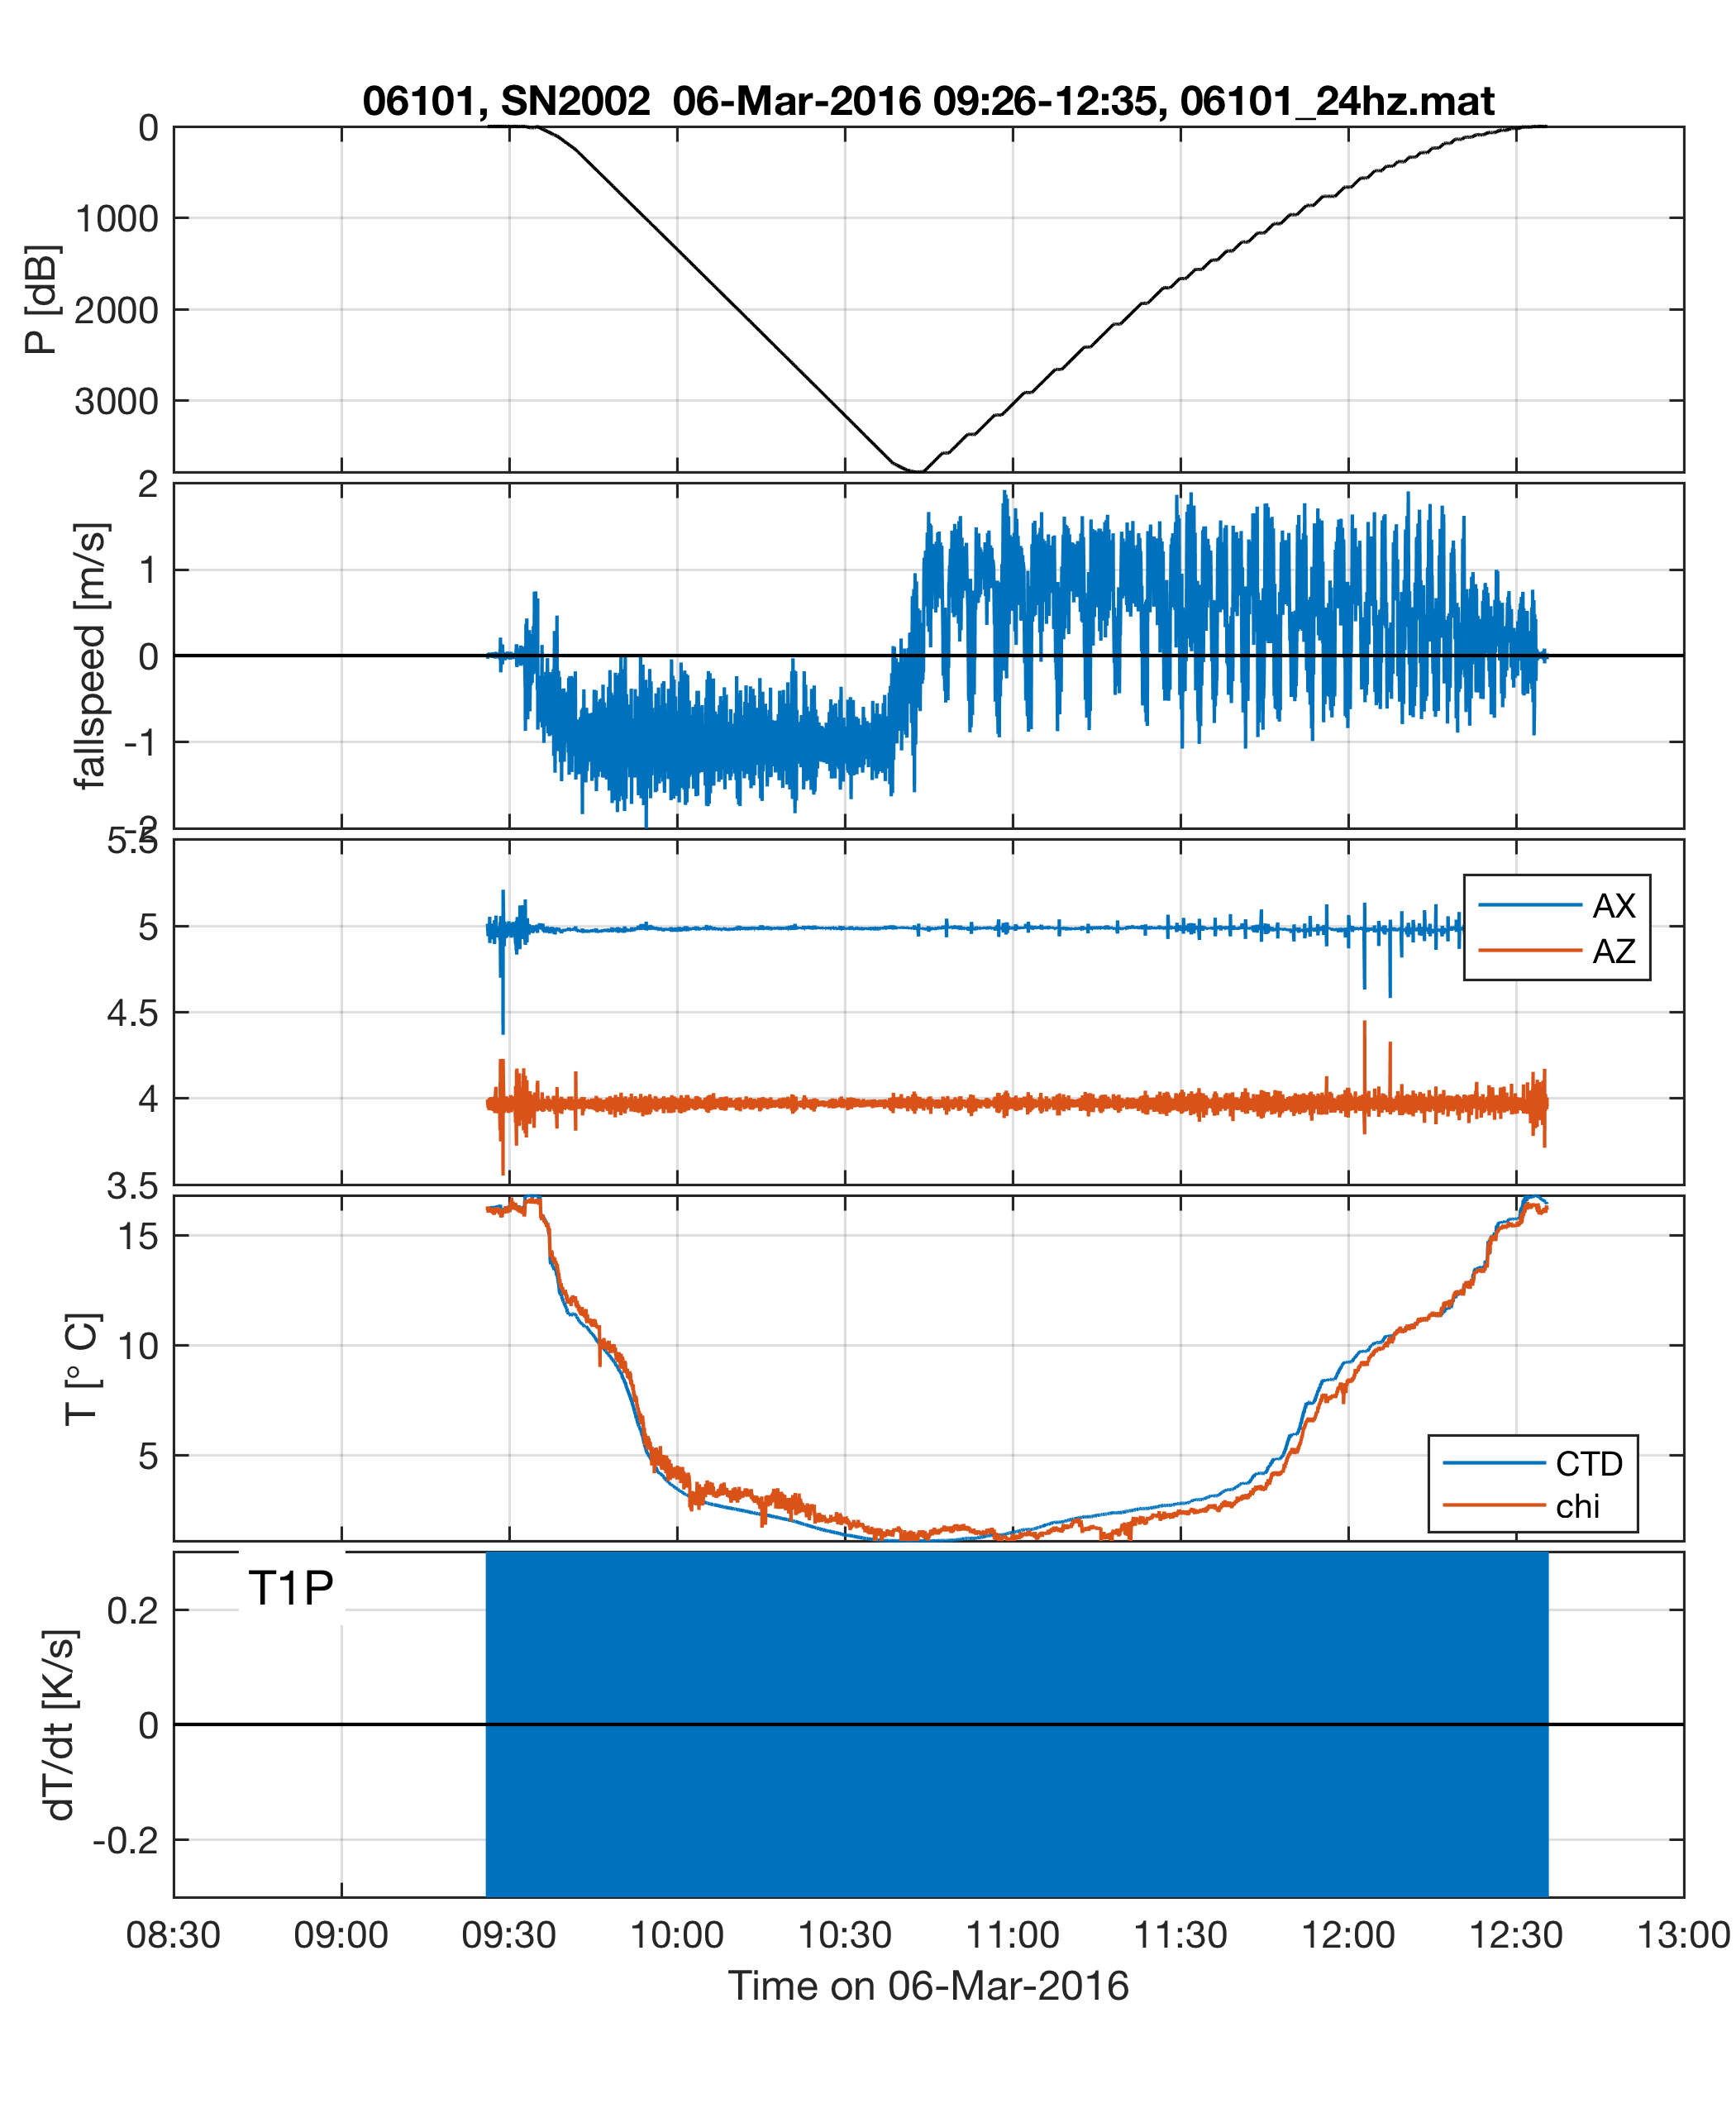 06101, SN2002  06-Mar-2016 09:26-12:35, 06101_24hz.mat
0
1000
2000
3000
P [dB]
2
1
0
-1
-2
fallspeed [m/s]
5.5
5
4.5
4
3.5
AX
AZ
15
10
5
T [° C]
CTD
chi
T1P
0.2
0
-0.2
dT/dt [K/s]
08:30 09:00 09:30 10:00 10:30 11:00 11:30 12:00 12:30 13:00
Time on 06-Mar-2016